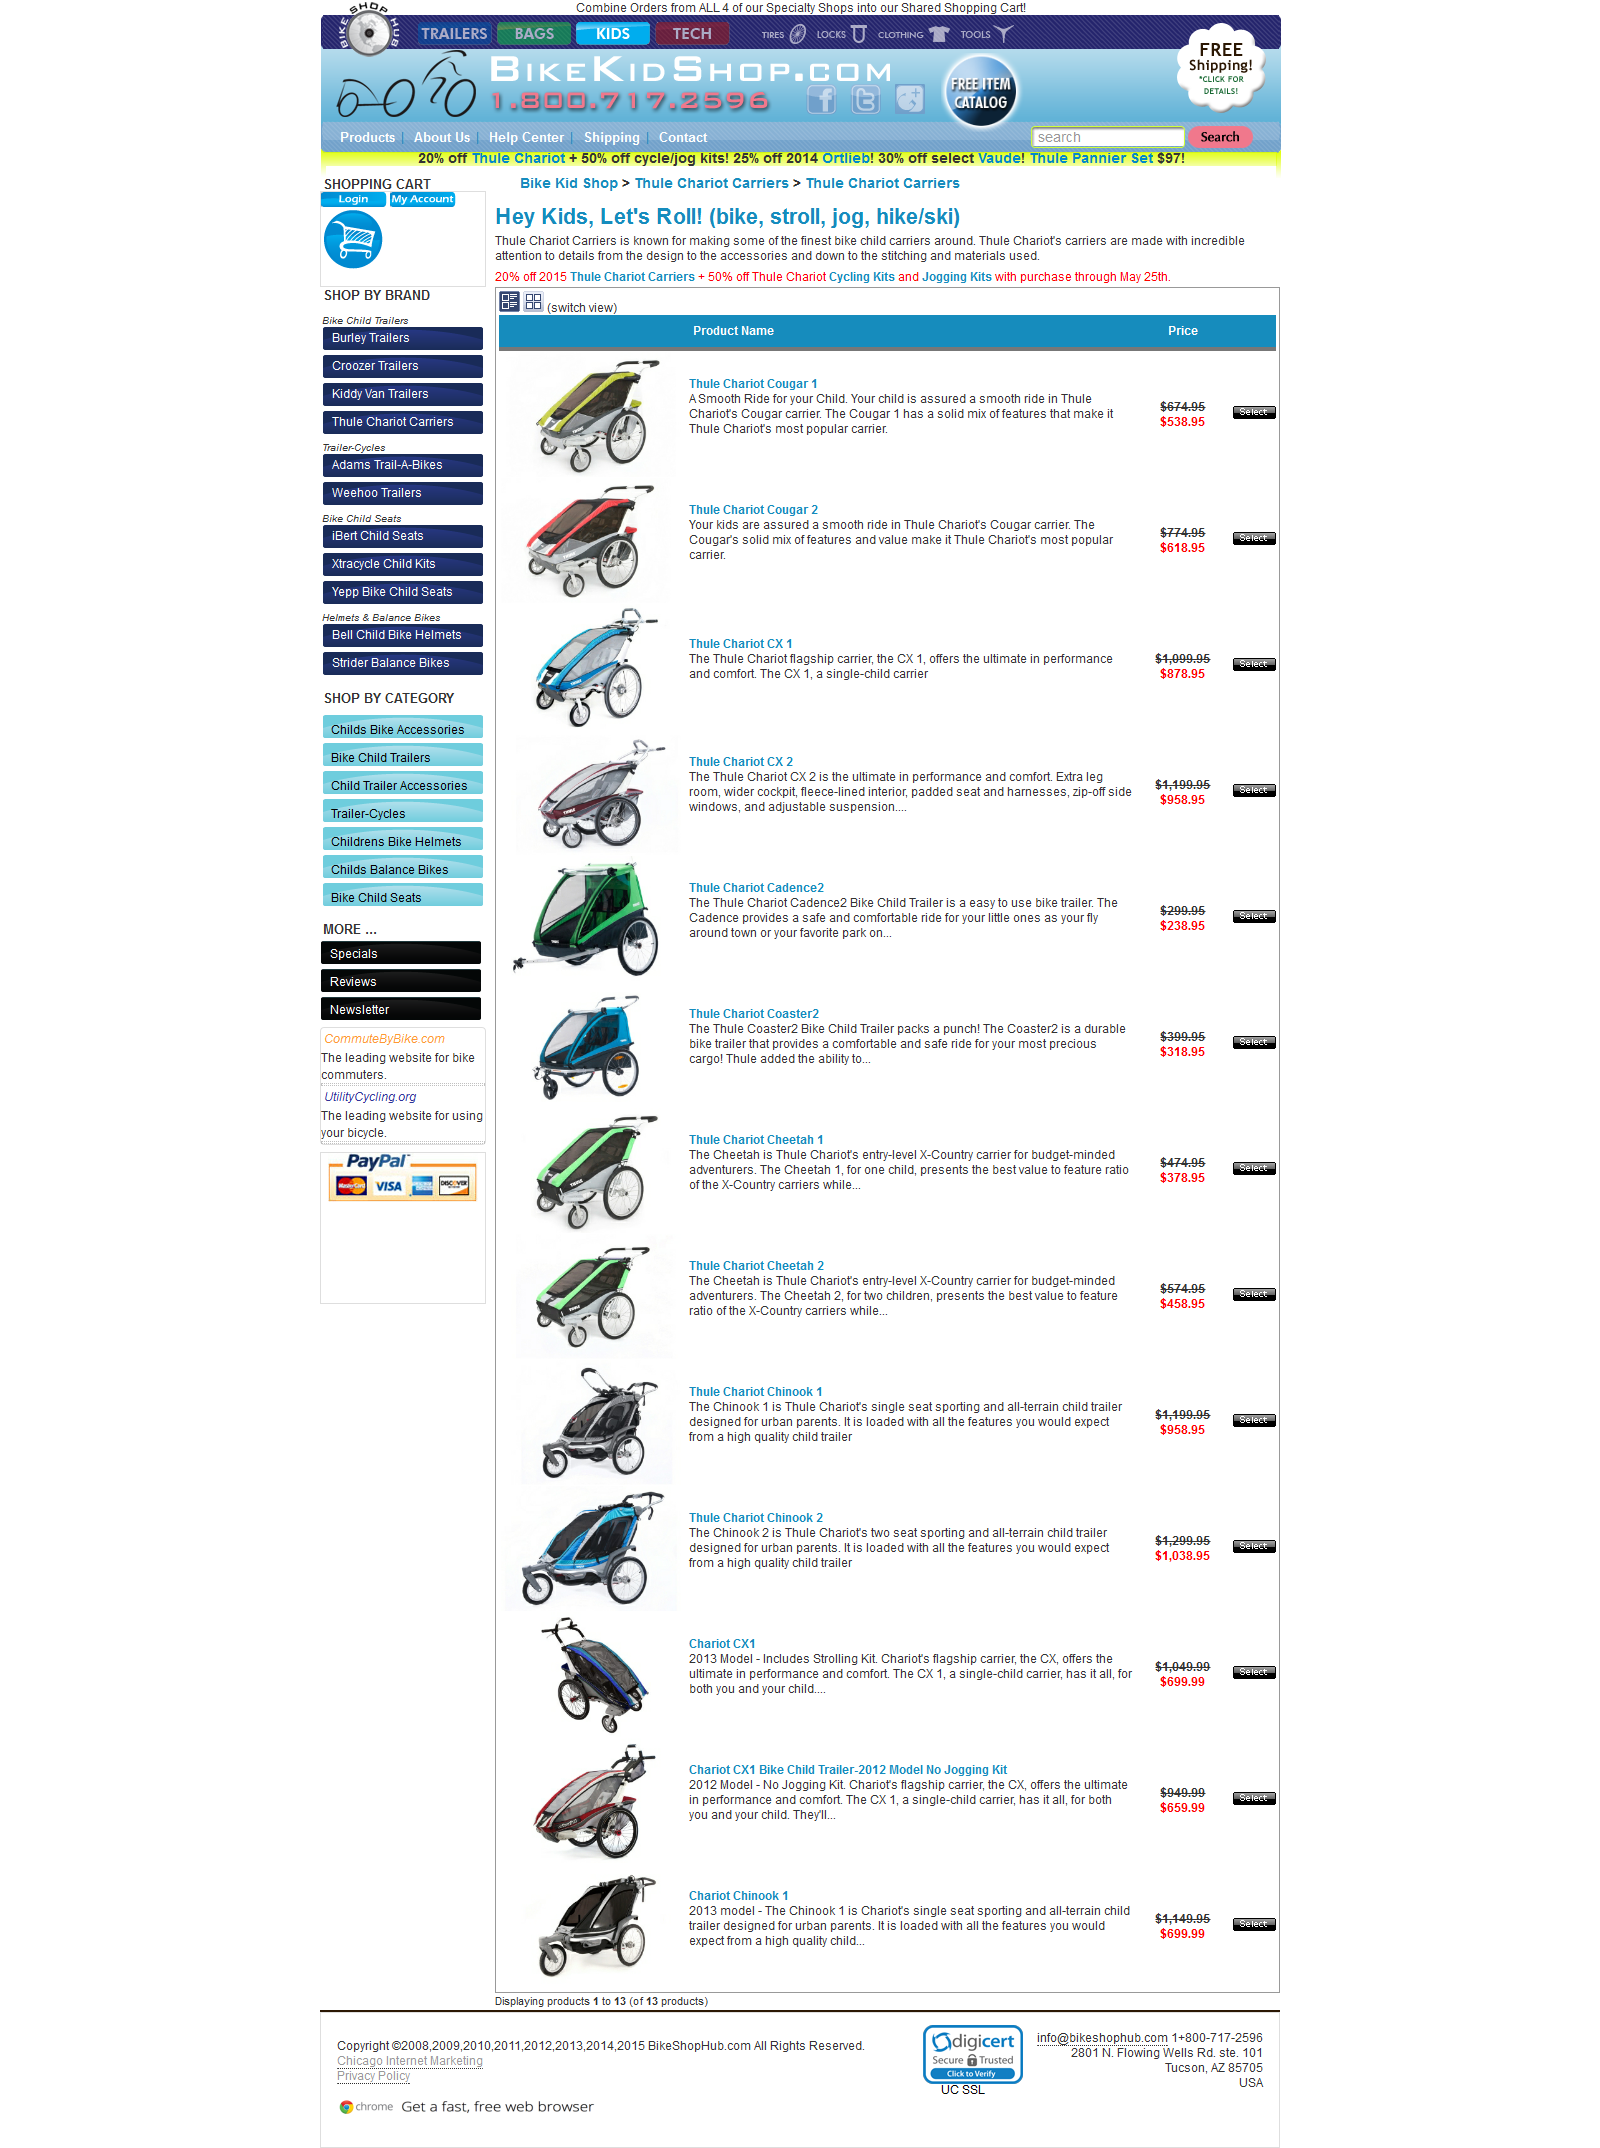 Combine Orders from ALL 4 of our Specialty Shops into our Shared Shopping Cart!
BIKE SHOP HUB
TRAILERS BAGS KIDS TECH TIRES LOCKS CLOTHING TOOLS
FREE Shipping! *CLICK FOR DETAILS!
BIKEKIDSHOP.COM
1.800.717.2596
FREE ITEM CATALOG
Products | About Us | Help Center | Shipping | Contact
search Search
20% off Thule Chariot + 50% off cycle/jog kits! 25% off 2014 Ortlieb! 30% off select Vaude! Thule Pannier Set $97!
SHOPPING CART
Login My Account
SHOP BY BRAND
Bike Child Trailers
Burley Trailers
Croozer Trailers
Kiddy Van Trailers
Thule Chariot Carriers
Trailer-Cycles
Adams Trail-A-Bikes
Weehoo Trailers
Bike Child Seats
iBert Child Seats
Xtracycle Child Kits
Yepp Bike Child Seats
Helmets & Balance Bikes
Bell Child Bike Helmets
Strider Balance Bikes
SHOP BY CATEGORY
Childs Bike Accessories
Bike Child Trailers
Child Trailer Accessories
Trailer-Cycles
Childrens Bike Helmets
Childs Balance Bikes
Bike Child Seats
MORE ...
Specials
Reviews
Newsletter
CommuteByBike.com
The leading website for bike
commuters.
UtilityCycling.org
The leading website for using
your bicycle.
PayPal
MasterCard VISA AMERICAN EXPRESS DISCOVER
Bike Kid Shop > Thule Chariot Carriers > Thule Chariot Carriers
Hey Kids, Let's Roll! (bike, stroll, jog, hike/ski)
Thule Chariot Carriers is known for making some of the finest bike child carriers around. Thule Chariot's carriers are made with incredible
attention to details from the design to the accessories and down to the stitching and materials used.
20% off 2015 Thule Chariot Carriers + 50% off Thule Chariot Cycling Kits and Jogging Kits with purchase through May 25th.
(switch view)
Product Name Price
Thule Chariot Cougar 1
A Smooth Ride for your Child. Your child is assured a smooth ride in Thule
Chariot's Cougar carrier. The Cougar 1 has a solid mix of features that make it
Thule Chariot's most popular carrier.
$674.95
$538.95
Select
Thule Chariot Cougar 2
Your kids are assured a smooth ride in Thule Chariot's Cougar carrier. The
Cougar's solid mix of features and value make it Thule Chariot's most popular
carrier.
$774.95
$618.95
Select
Thule Chariot CX 1
The Thule Chariot flagship carrier, the CX 1, offers the ultimate in performance
and comfort. The CX 1, a single-child carrier
$1,099.95
$878.95
Select
Thule Chariot CX 2
The Thule Chariot CX 2 is the ultimate in performance and comfort. Extra leg
room, wider cockpit, fleece-lined interior, padded seat and harnesses, zip-off side
windows, and adjustable suspension....
$1,199.95
$958.95
Select
Thule Chariot Cadence2
The Thule Chariot Cadence2 Bike Child Trailer is a easy to use bike trailer. The
Cadence provides a safe and comfortable ride for your little ones as your fly
around town or your favorite park on...
$299.95
$238.95
Select
Thule Chariot Coaster2
The Thule Coaster2 Bike Child Trailer packs a punch! The Coaster2 is a durable
bike trailer that provides a comfortable and safe ride for your most precious
cargo! Thule added the ability to...
$399.95
$318.95
Select
Thule Chariot Cheetah 1
The Cheetah is Thule Chariot's entry-level X-Country carrier for budget-minded
adventurers. The Cheetah 1, for one child, presents the best value to feature ratio
of the X-Country carriers while...
$474.95
$378.95
Select
Thule Chariot Cheetah 2
The Cheetah is Thule Chariot's entry-level X-Country carrier for budget-minded
adventurers. The Cheetah 2, for two children, presents the best value to feature
ratio of the X-Country carriers while...
$574.95
$458.95
Select
Thule Chariot Chinook 1
The Chinook 1 is Thule Chariot's single seat sporting and all-terrain child trailer
designed for urban parents. It is loaded with all the features you would expect
from a high quality child trailer
$1,199.95
$958.95
Select
Thule Chariot Chinook 2
The Chinook 2 is Thule Chariot's two seat sporting and all-terrain child trailer
designed for urban parents. It is loaded with all the features you would expect
from a high quality child trailer
$1,299.95
$1,038.95
Select
Chariot CX1
2013 Model - Includes Strolling Kit. Chariot's flagship carrier, the CX, offers the
ultimate in performance and comfort. The CX 1, a single-child carrier, has it all, for
both you and your child....
$1,049.99
$699.99
Select
Chariot CX1 Bike Child Trailer-2012 Model No Jogging Kit
2012 Model - No Jogging Kit. Chariot's flagship carrier, the CX, offers the ultimate
in performance and comfort. The CX 1, a single-child carrier, has it all, for both
you and your child. They'll...
$949.99
$659.99
Select
Chariot Chinook 1
2013 model - The Chinook 1 is Chariot's single seat sporting and all-terrain child
trailer designed for urban parents. It is loaded with all the features you would
expect from a high quality child...
$1,149.95
$699.99
Select
Displaying products 1 to 13 (of 13 products)
Copyright ©2008,2009,2010,2011,2012,2013,2014,2015 BikeShopHub.com All Rights Reserved.
Chicago Internet Marketing
Privacy Policy
chrome Get a fast, free web browser
digicert
Secure Trusted
Click to Verify
UC SSL
info@bikeshophub.com 1+800-717-2596
2801 N. Flowing Wells Rd. ste. 101
Tucson, AZ 85705
USA